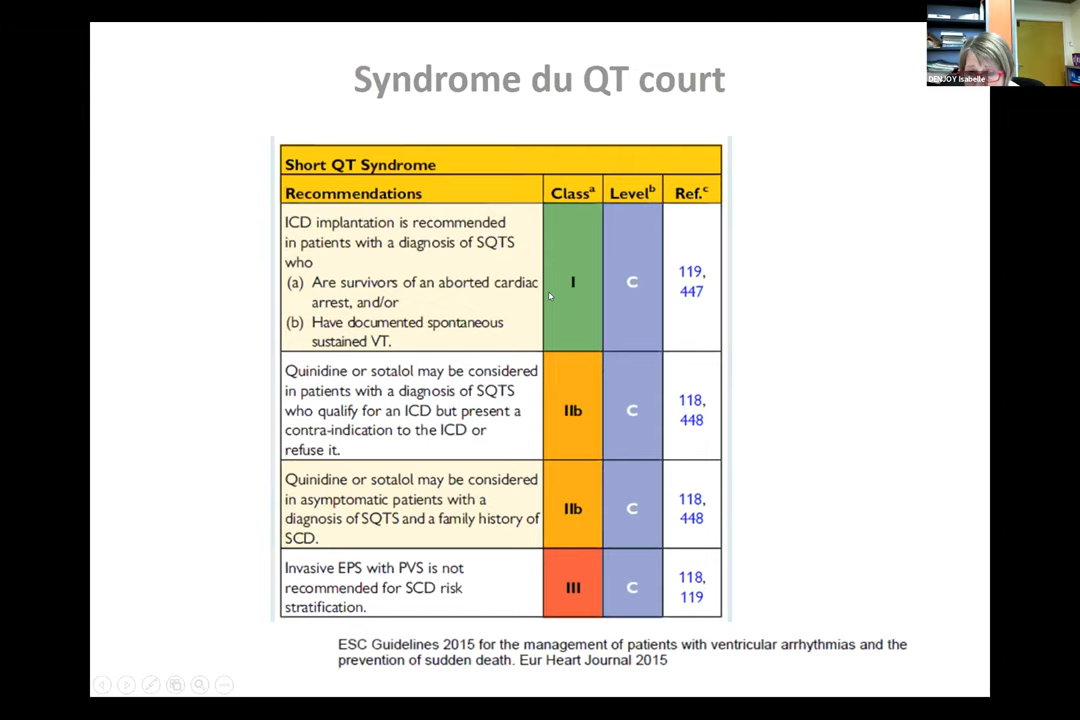 DENJOY Isabelle
Syndrome du QT court
Short QT Syndrome
Recommendations Classᵃ Levelᵇ Ref.ᶜ
ICD implantation is recommended
in patients with a diagnosis of SQTS
who
(a) Are survivors of an aborted cardiac
arrest, and/or
(b) Have documented spontaneous
sustained VT.
I C 119,
447
Quinidine or sotalol may be considered
in patients with a diagnosis of SQTS
who qualify for an ICD but present a
contra-indication to the ICD or
refuse it.
IIb C 118,
448
Quinidine or sotalol may be considered
in asymptomatic patients with a
diagnosis of SQTS and a family history of
SCD.
IIb C 118,
448
Invasive EPS with PVS is not
recommended for SCD risk
stratification.
III C 118,
119
ESC Guidelines 2015 for the management of patients with ventricular arrhythmias and the
prevention of sudden death. Eur Heart Journal 2015